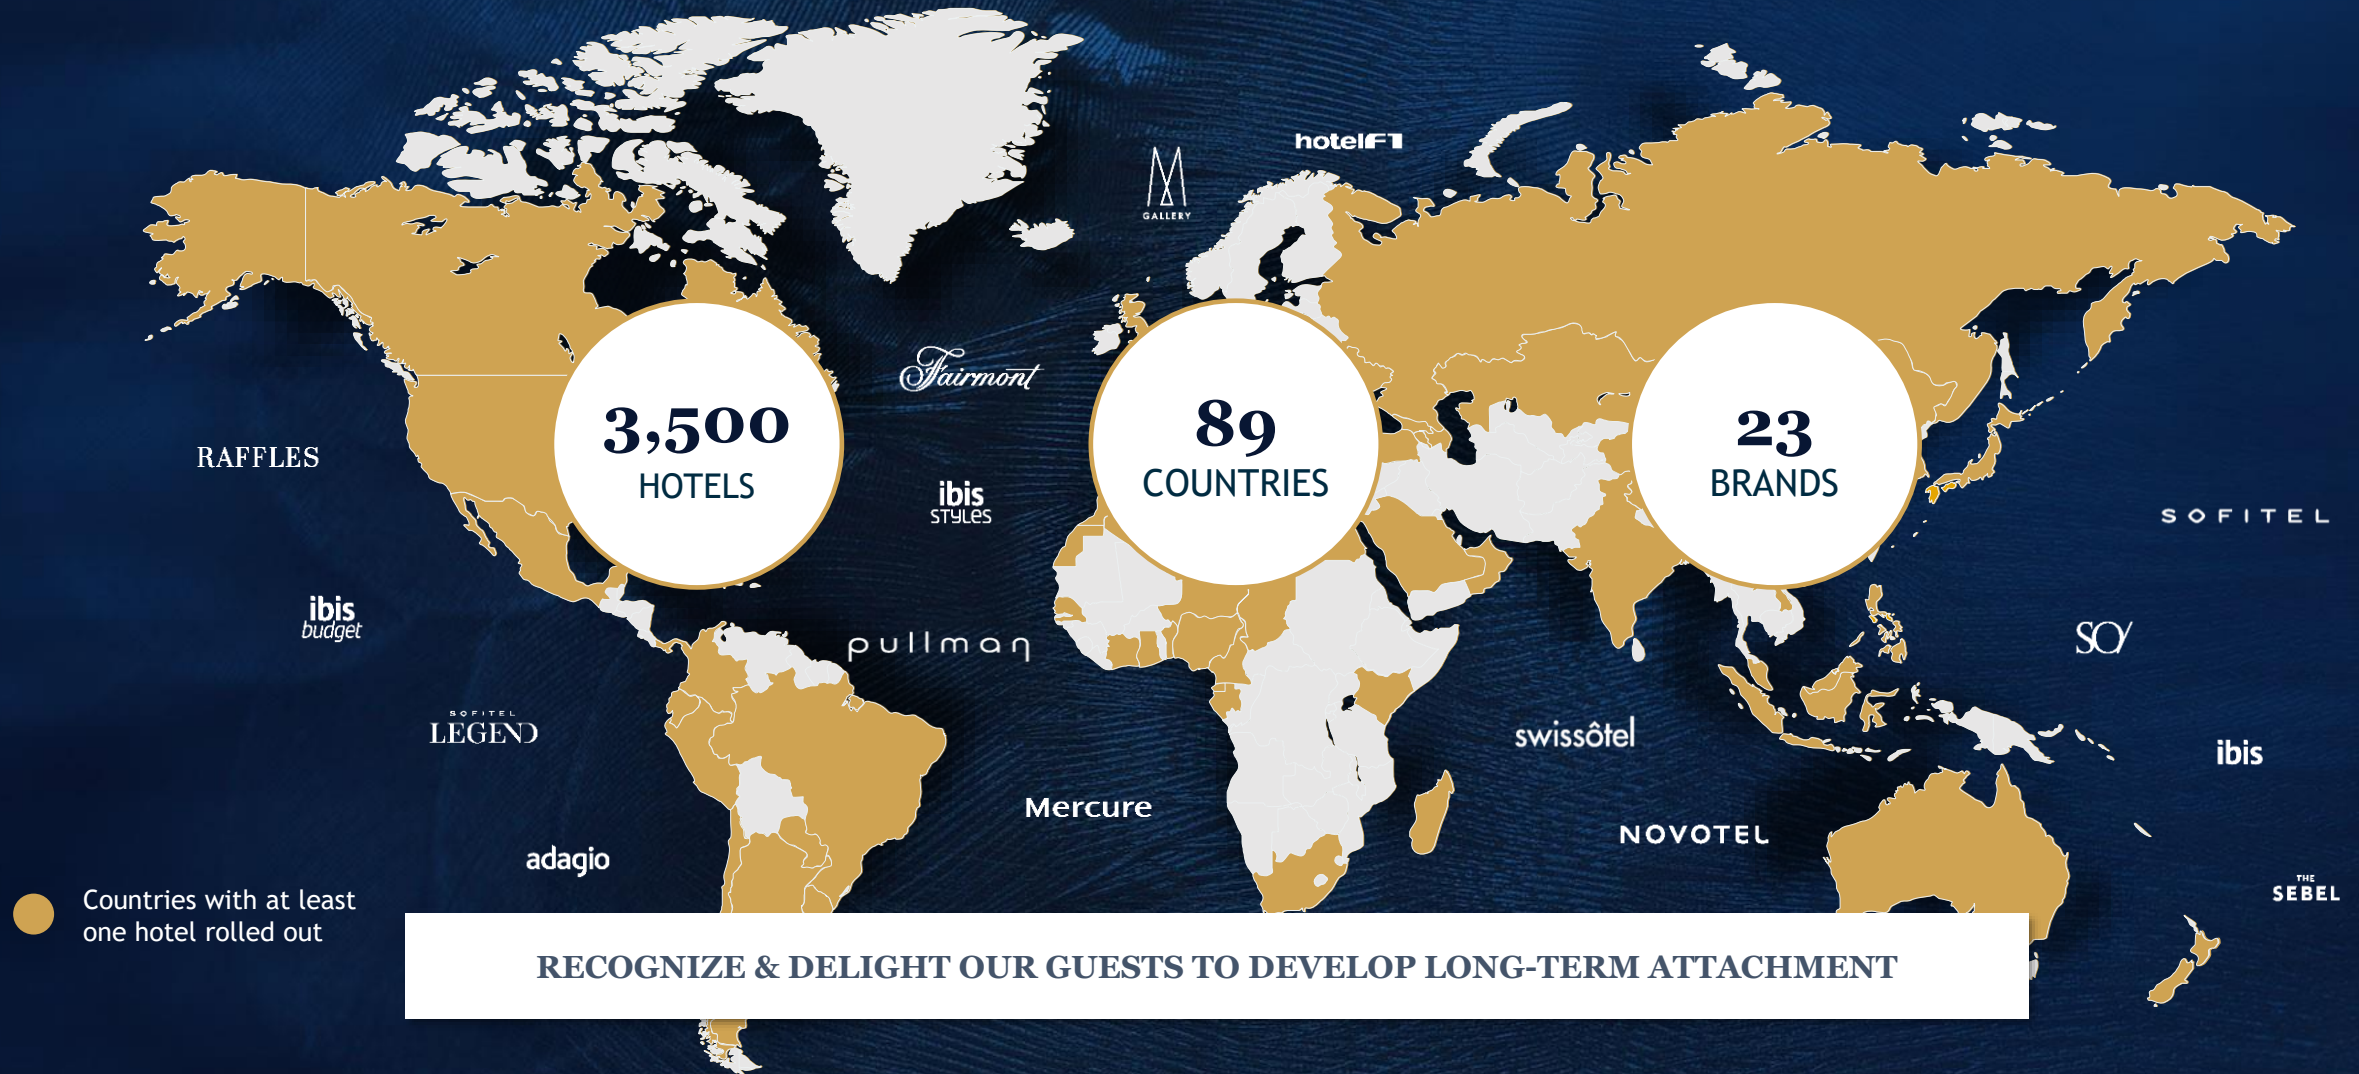 hotelF1
M
GALLERY
Fairmont
3,500
HOTELS
89
COUNTRIES
23
BRANDS
RAFFLES
ibis
STYLES
SOFITEL
ibis
budget
pullman
SO/
SOFITEL
LEGEND
swissôtel
ibis
Mercure
NOVOTEL
adagio
THE
SEBEL
Countries with at least
one hotel rolled out
RECOGNIZE & DELIGHT OUR GUESTS TO DEVELOP LONG-TERM ATTACHMENT